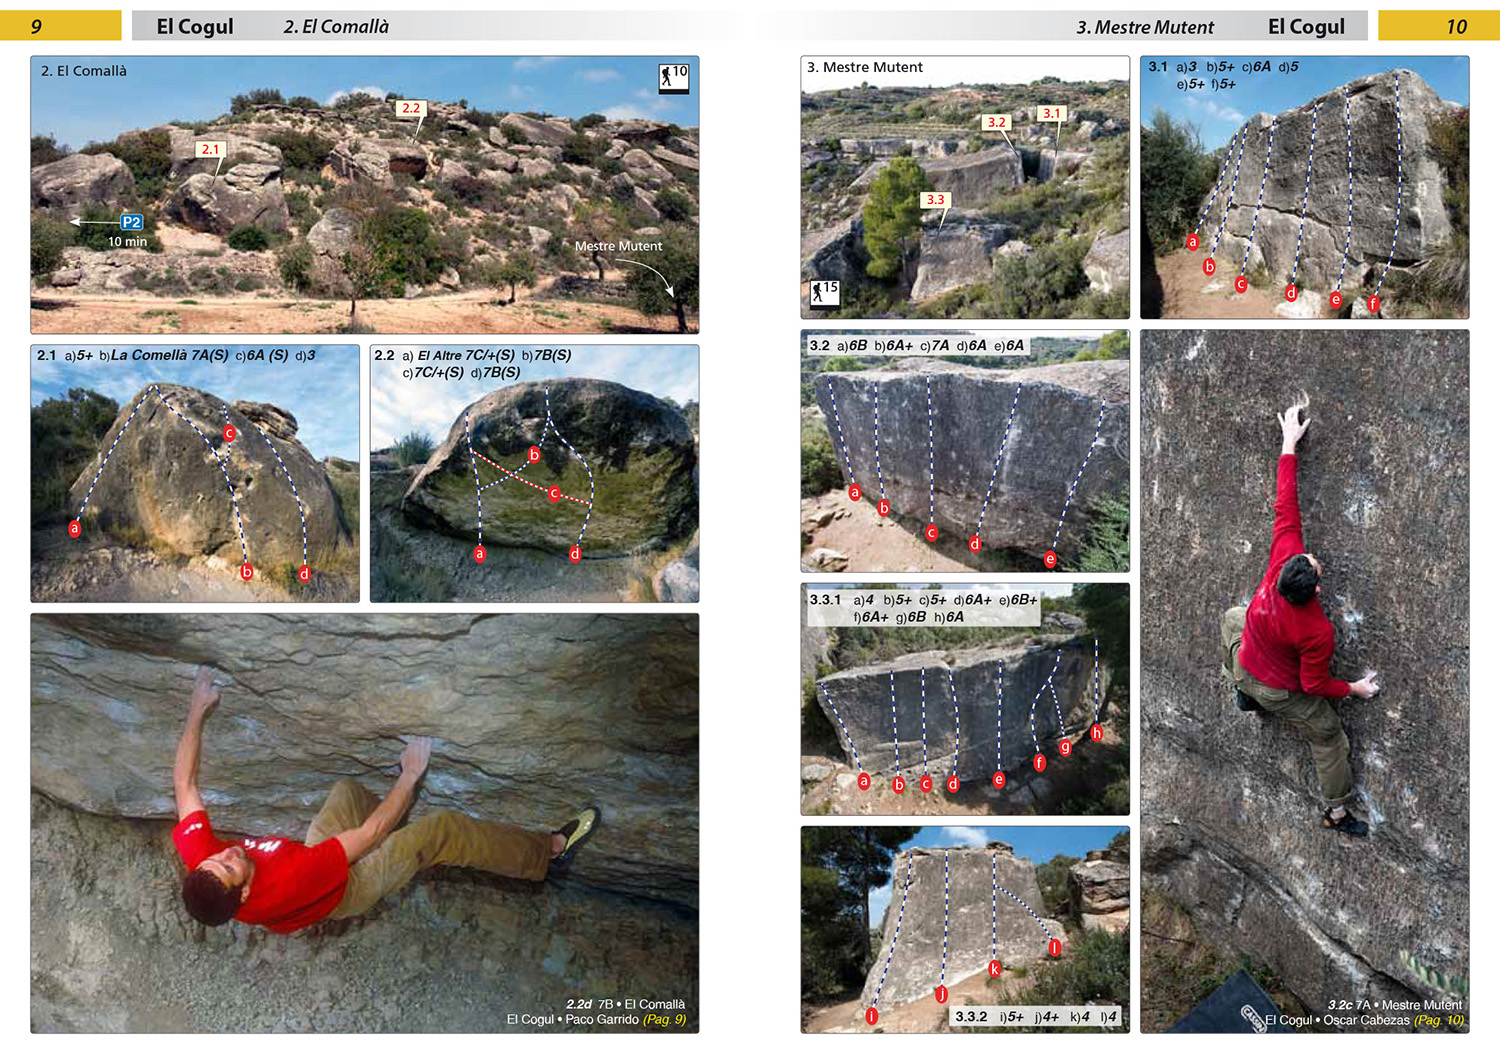 9
El Cogul
2. El Comallà
2. El Comallà
10
2.2
2.1
P2
10 min
Mestre Mutent
2.1 a)5+ b)La Comellà 7A(S) c)6A (S) d)3
c
a
b
d
2.2 a) El Altre 7C/+(S) b)7B(S)
c)7C/+(S) d)7B(S)
b
c
a
d
2.2d 7B • El Comallà
El Cogul • Paco Garrido (Pag. 9)
3. Mestre Mutent
El Cogul
10
3. Mestre Mutent
3.2
3.1
3.3
15
3.1 a)3 b)5+ c)6A d)5
e)5+ f)5+
a
b
c
d
e
f
3.2 a)6B b)6A+ c)7A d)6A e)6A
a
b
c
d
e
3.3.1 a)4 b)5+ c)5+ d)6A+ e)6B+
f)6A+ g)6B h)6A
a
b
c
d
e
f
g
h
l
k
j
i
3.3.2 i)5+ j)4+ k)4 l)4
CASSIN
3.2c 7A • Mestre Mutent
El Cogul • Oscar Cabezas (Pag. 10)